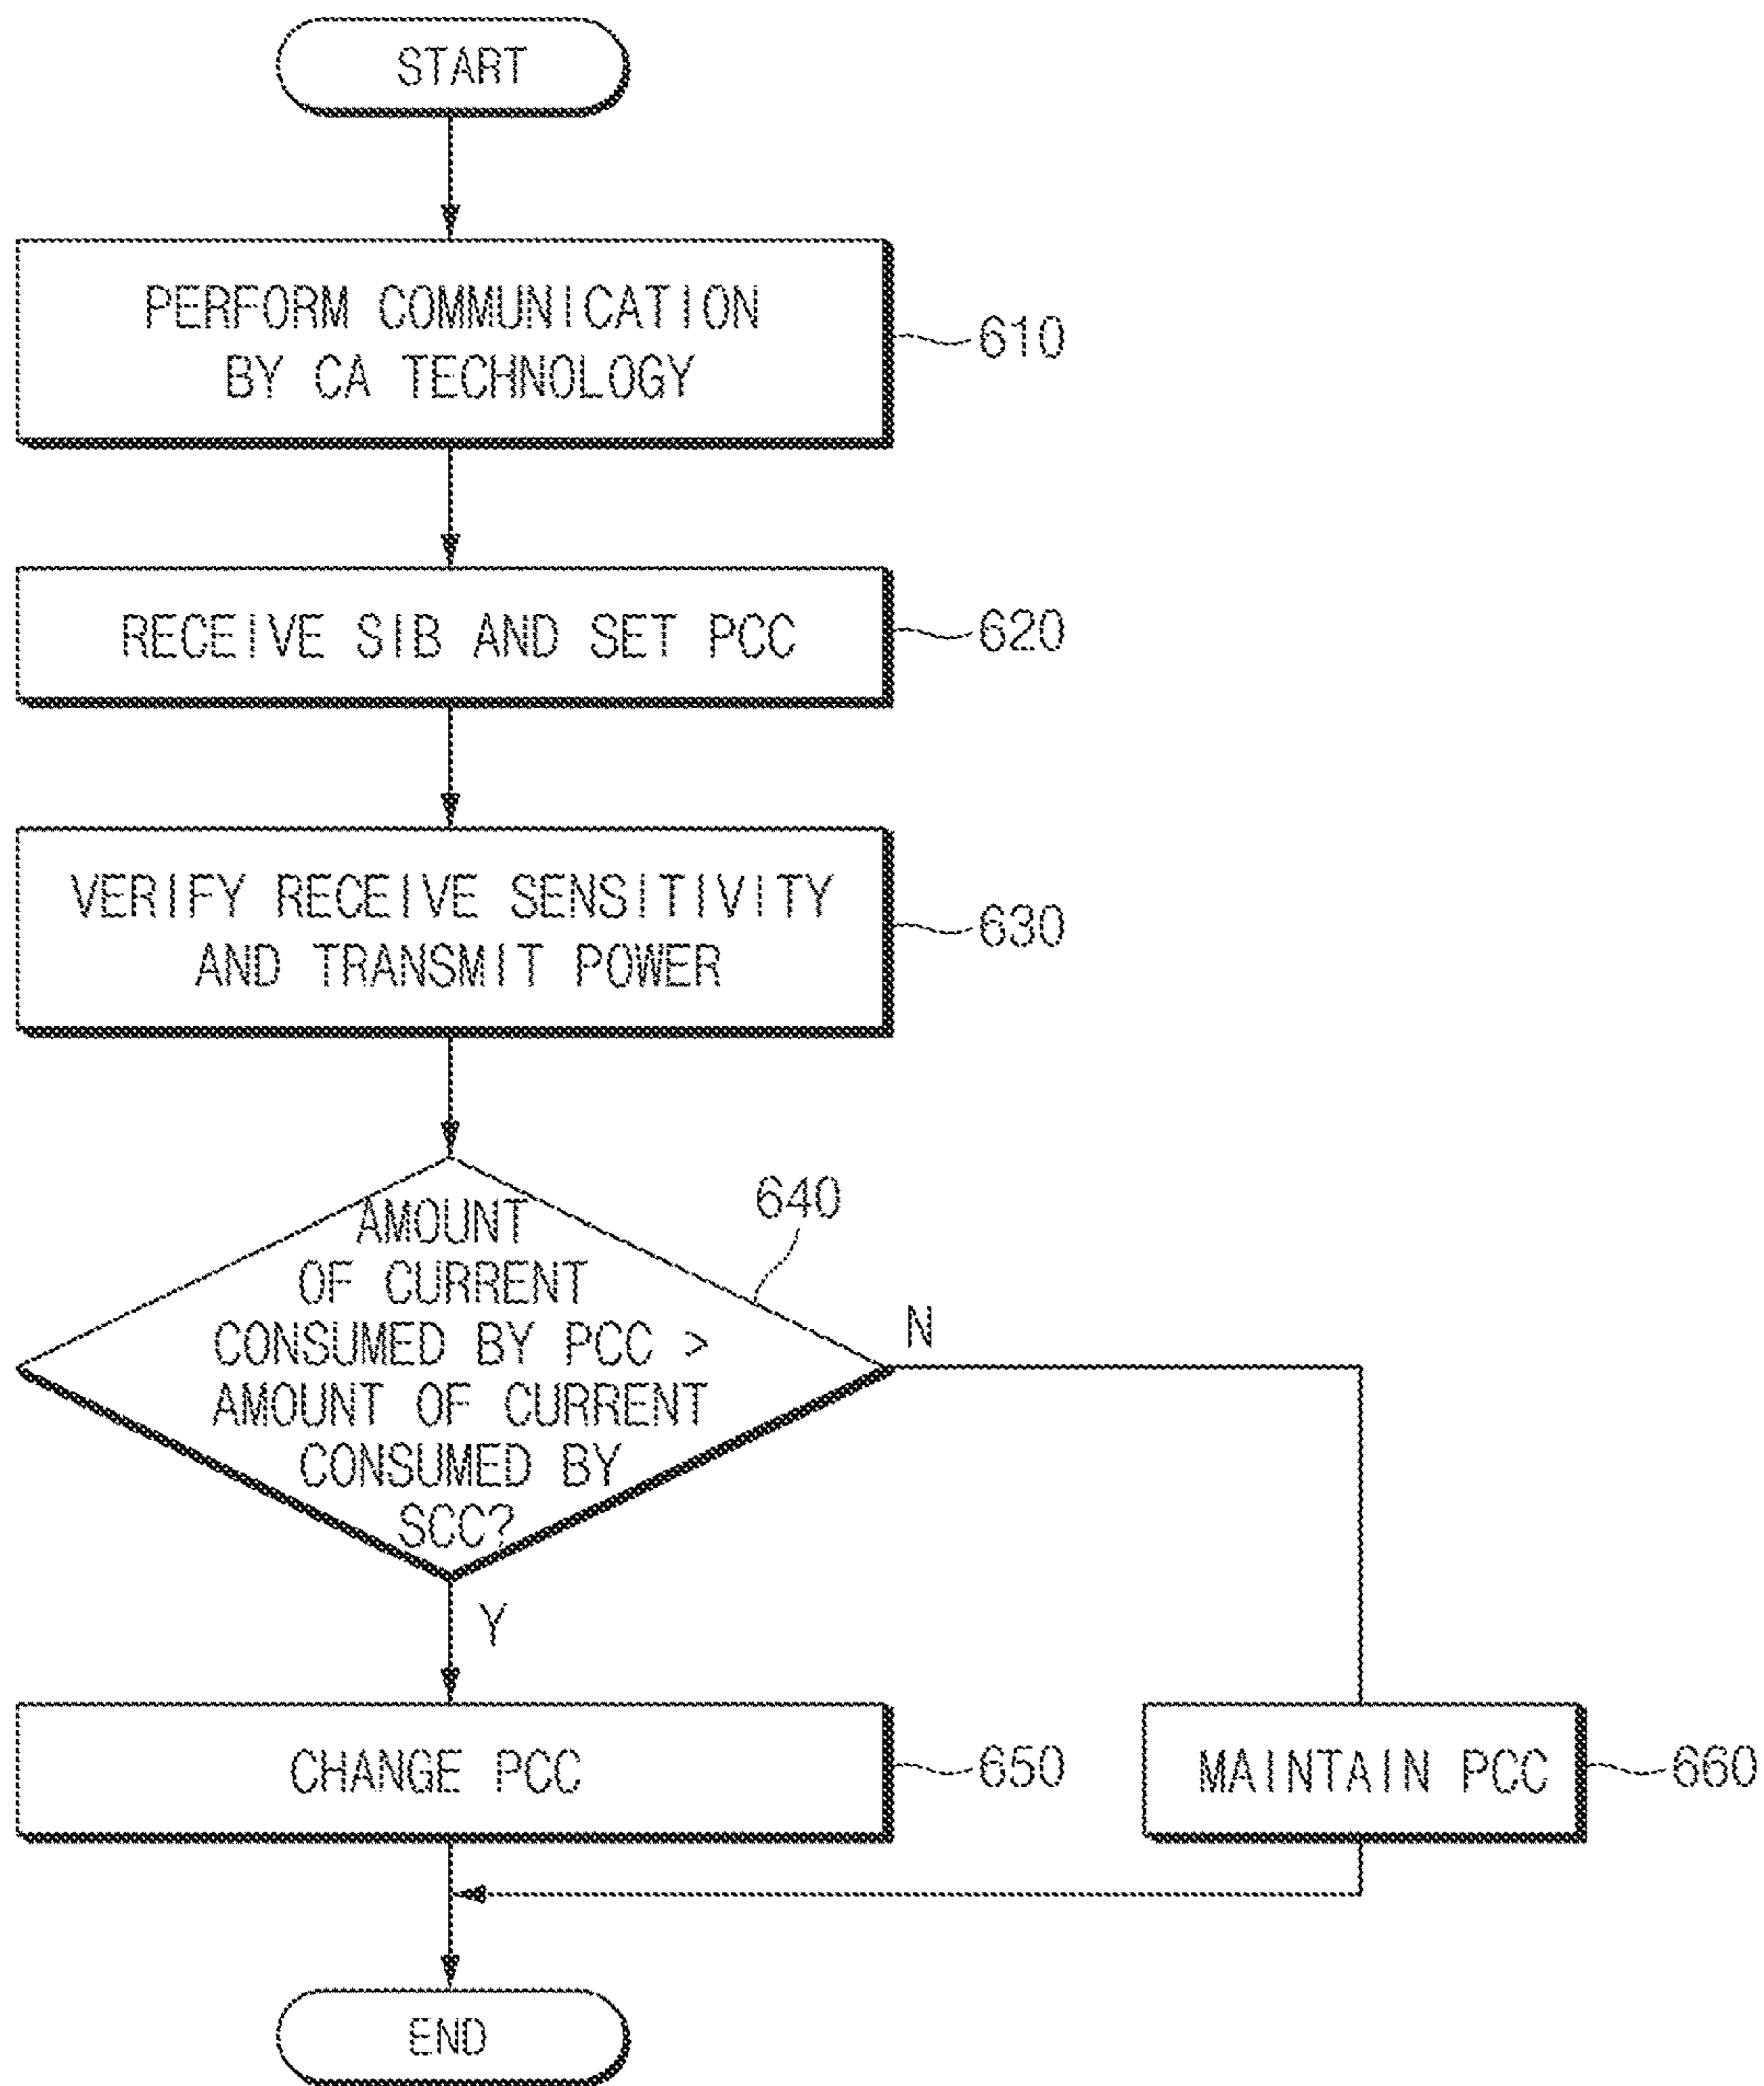 START
PERFORM COMMUNICATION
BY CA TECHNOLOGY
610
RECEIVE SIB AND SET PCC
620
VERIFY RECEIVE SENSITIVITY
AND TRANSMIT POWER
630
640
AMOUNT
OF CURRENT
CONSUMED BY PCC >
AMOUNT OF CURRENT
CONSUMED BY
SCC?
N
Y
CHANGE PCC
650
MAINTAIN PCC
660
END